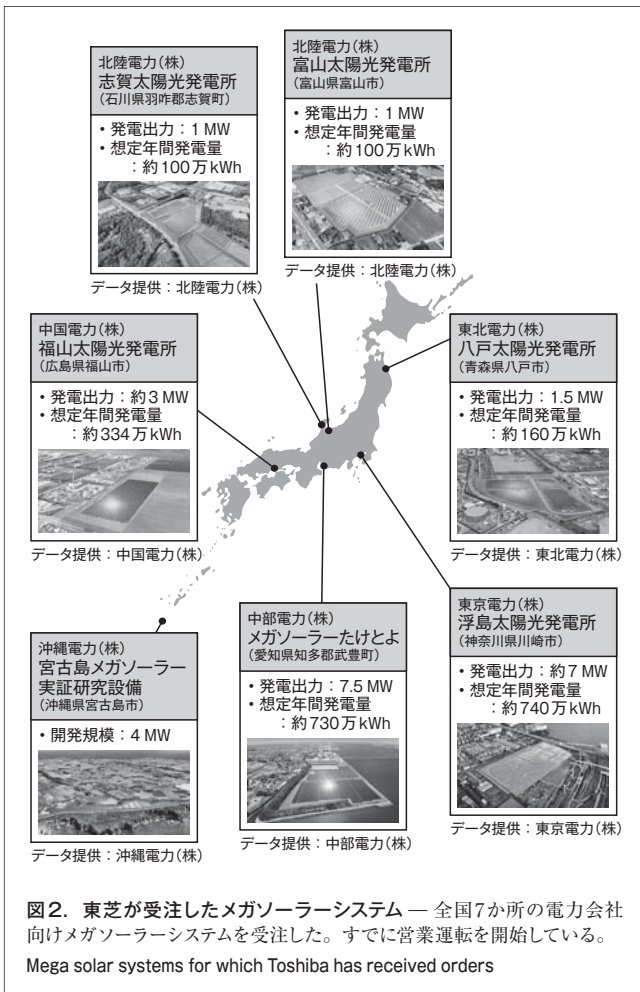 北陸電力(株)
志賀太陽光発電所
(石川県羽咋郡志賀町)
・発電出力:1 MW
・想定年間発電量
:約100万kWh
データ提供:北陸電力(株)
北陸電力(株)
富山太陽光発電所
(富山県富山市)
・発電出力:1 MW
・想定年間発電量
:約100万kWh
データ提供:北陸電力(株)
中国電力(株)
福山太陽光発電所
(広島県福山市)
・発電出力:約3 MW
・想定年間発電量
:約334万kWh
データ提供:中国電力(株)
東北電力(株)
八戸太陽光発電所
(青森県八戸市)
・発電出力:1.5 MW
・想定年間発電量
:約160万kWh
データ提供:東北電力(株)
沖縄電力(株)
宮古島メガソーラー
実証研究設備
(沖縄県宮古島市)
・開発規模:4 MW
データ提供:沖縄電力(株)
中部電力(株)
メガソーラーたけとよ
(愛知県知多郡武豊町)
・発電出力:7.5 MW
・想定年間発電量
:約730万kWh
データ提供:中部電力(株)
東京電力(株)
浮島太陽光発電所
(神奈川県川崎市)
・発電出力:約7 MW
・想定年間発電量
:約740万kWh
データ提供:東京電力(株)
図2. 東芝が受注したメガソーラーシステム — 全国7か所の電力会社
向けメガソーラーシステムを受注した。すでに営業運転を開始している。
Mega solar systems for which Toshiba has received orders